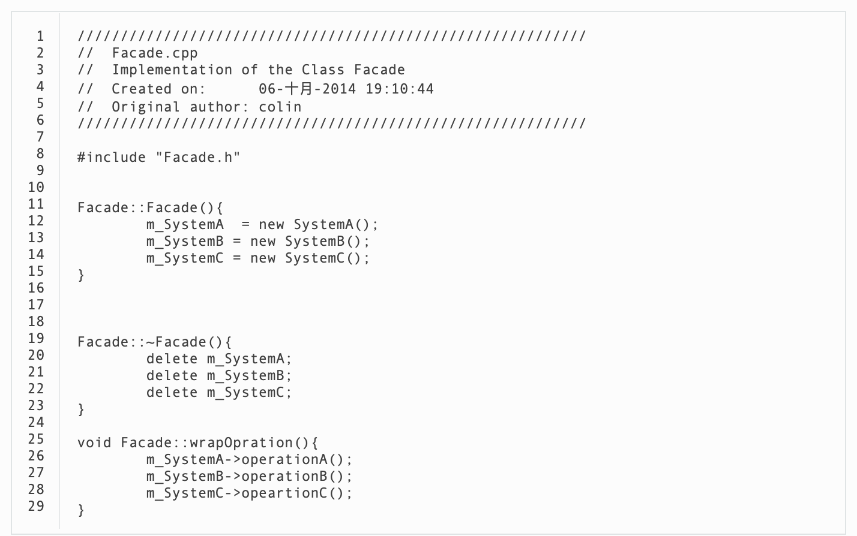 1 ///////////////////////////////////////////////////////////
2 //  Facade.cpp
3 //  Implementation of the Class Facade
4 //  Created on:      06-十月-2014 19:10:44
5 //  Original author: colin
6 ///////////////////////////////////////////////////////////
7
8 #include "Facade.h"
9
10
11 Facade::Facade(){
12         m_SystemA  = new SystemA();
13         m_SystemB = new SystemB();
14         m_SystemC = new SystemC();
15 }
16
17
18
19 Facade::~Facade(){
20         delete m_SystemA;
21         delete m_SystemB;
22         delete m_SystemC;
23 }
24
25 void Facade::wrapOpration(){
26         m_SystemA->operationA();
27         m_SystemB->operationB();
28         m_SystemC->opeartionC();
29 }